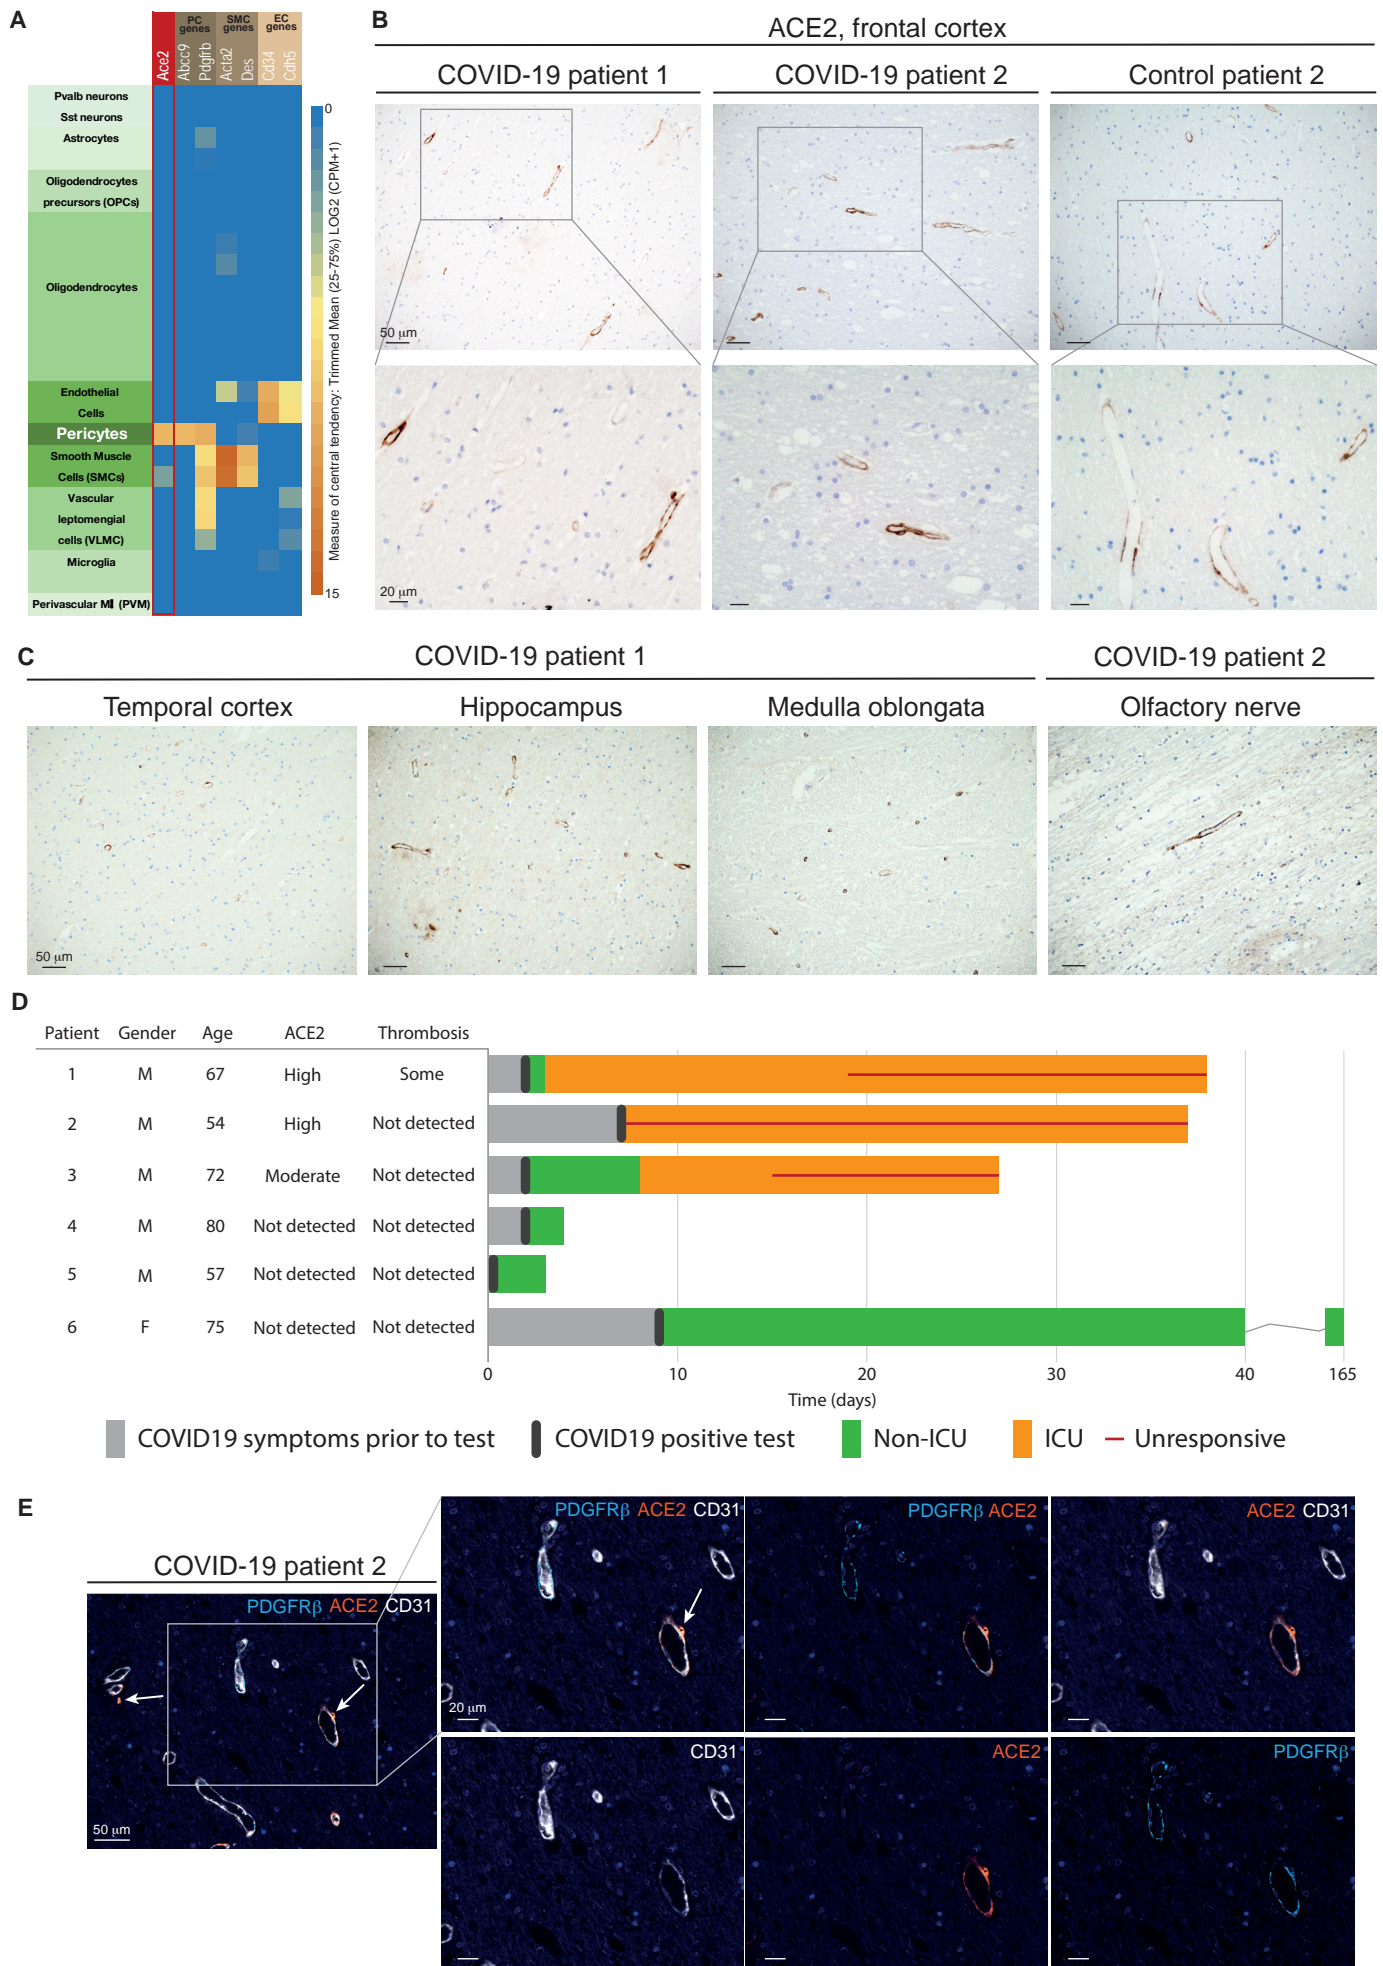 A
PC genes
SMC genes
EC genes
Ace2
Abcc9
Pdgfrb
Acta2
Des
Cd34
Cdh5
Pvalb neurons
Sst neurons
Astrocytes
Oligodendrocytes
precursors (OPCs)
Oligodendrocytes
Endothelial
Cells
Pericytes
Smooth Muscle
Cells (SMCs)
Vascular
leptomengial
cells (VLMC)
Microglia
Perivascular (PVM)
0
15
Measure of central tendency: Trimmed Mean (25-75%) LOG2 (CPM+1)
B
ACE2, frontal cortex
COVID-19 patient 1
COVID-19 patient 2
Control patient 2
50 µm
20 µm
C
COVID-19 patient 1
COVID-19 patient 2
Temporal cortex
Hippocampus
Medulla oblongata
Olfactory nerve
50 µm
D
Patient Gender Age ACE2 Thrombosis
1 M 67 High Some
2 M 54 High Not detected
3 M 72 Moderate Not detected
4 M 80 Not detected Not detected
5 M 57 Not detected Not detected
6 F 75 Not detected Not detected
0 10 20 30 40 165
Time (days)
COVID19 symptoms prior to test COVID19 positive test Non-ICU ICU Unresponsive
E
COVID-19 patient 2
PDGFRβ ACE2 CD31
50 µm
PDGFRβ ACE2 CD31
20 µm
PDGFRβ ACE2
ACE2 CD31
CD31
ACE2
PDGFRβ